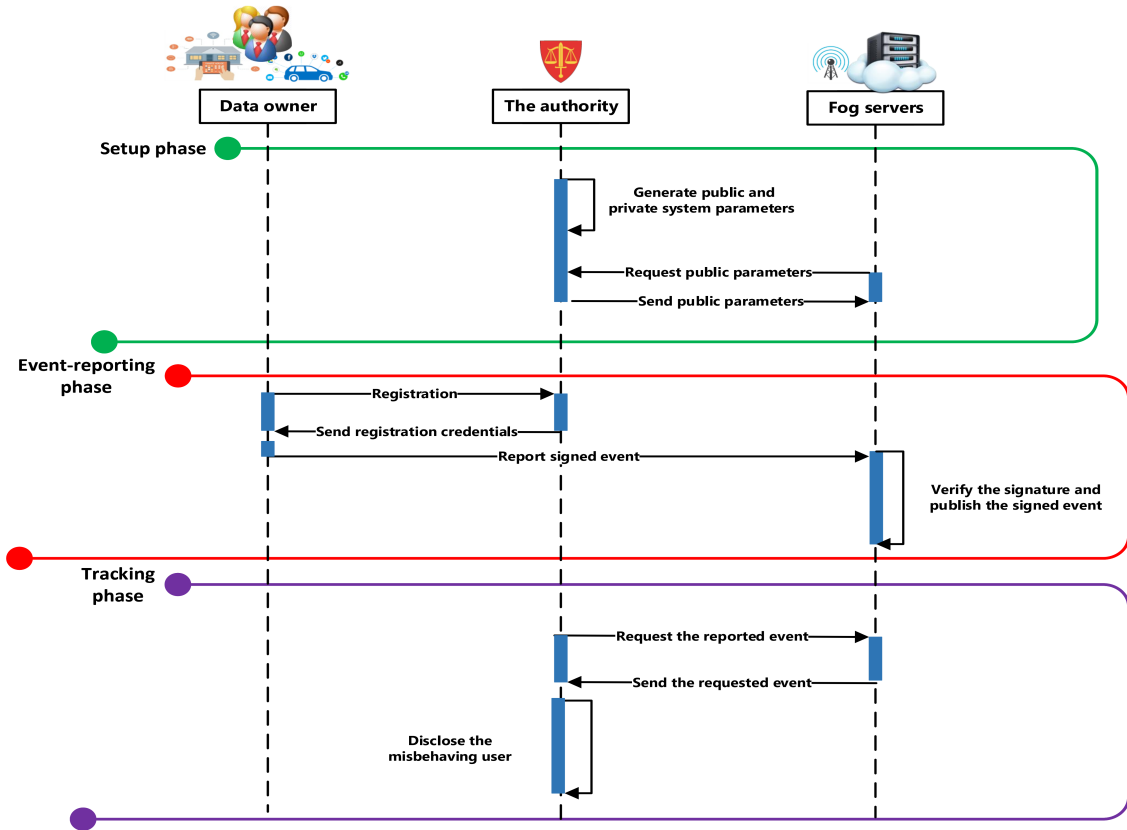 Data owner
The authority
Fog servers
Setup phase
Generate public and
private system parameters
Request public parameters
Send public parameters
Event-reporting
phase
Registration
Send registration credentials
Report signed event
Verify the signature and
publish the signed event
Tracking
phase
Request the reported event
Send the requested event
Disclose the
misbehaving user